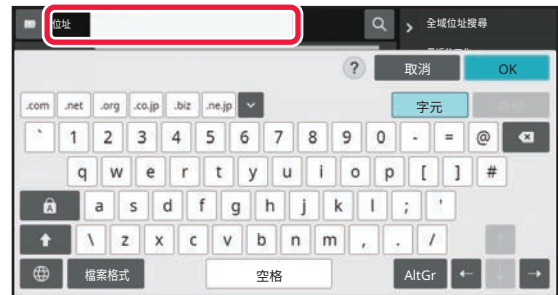 位址
全域位址搜尋
?
取消 OK
.com .net .org .co.jp .biz .ne.jp 字元
` 1 2 3 4 5 6 7 8 9 0 - = @
q w e r t y u i o p [ ] #
A a s d f g h j k l ; '
\ z x c v b n m , . /
檔案格式 空格 AltGr